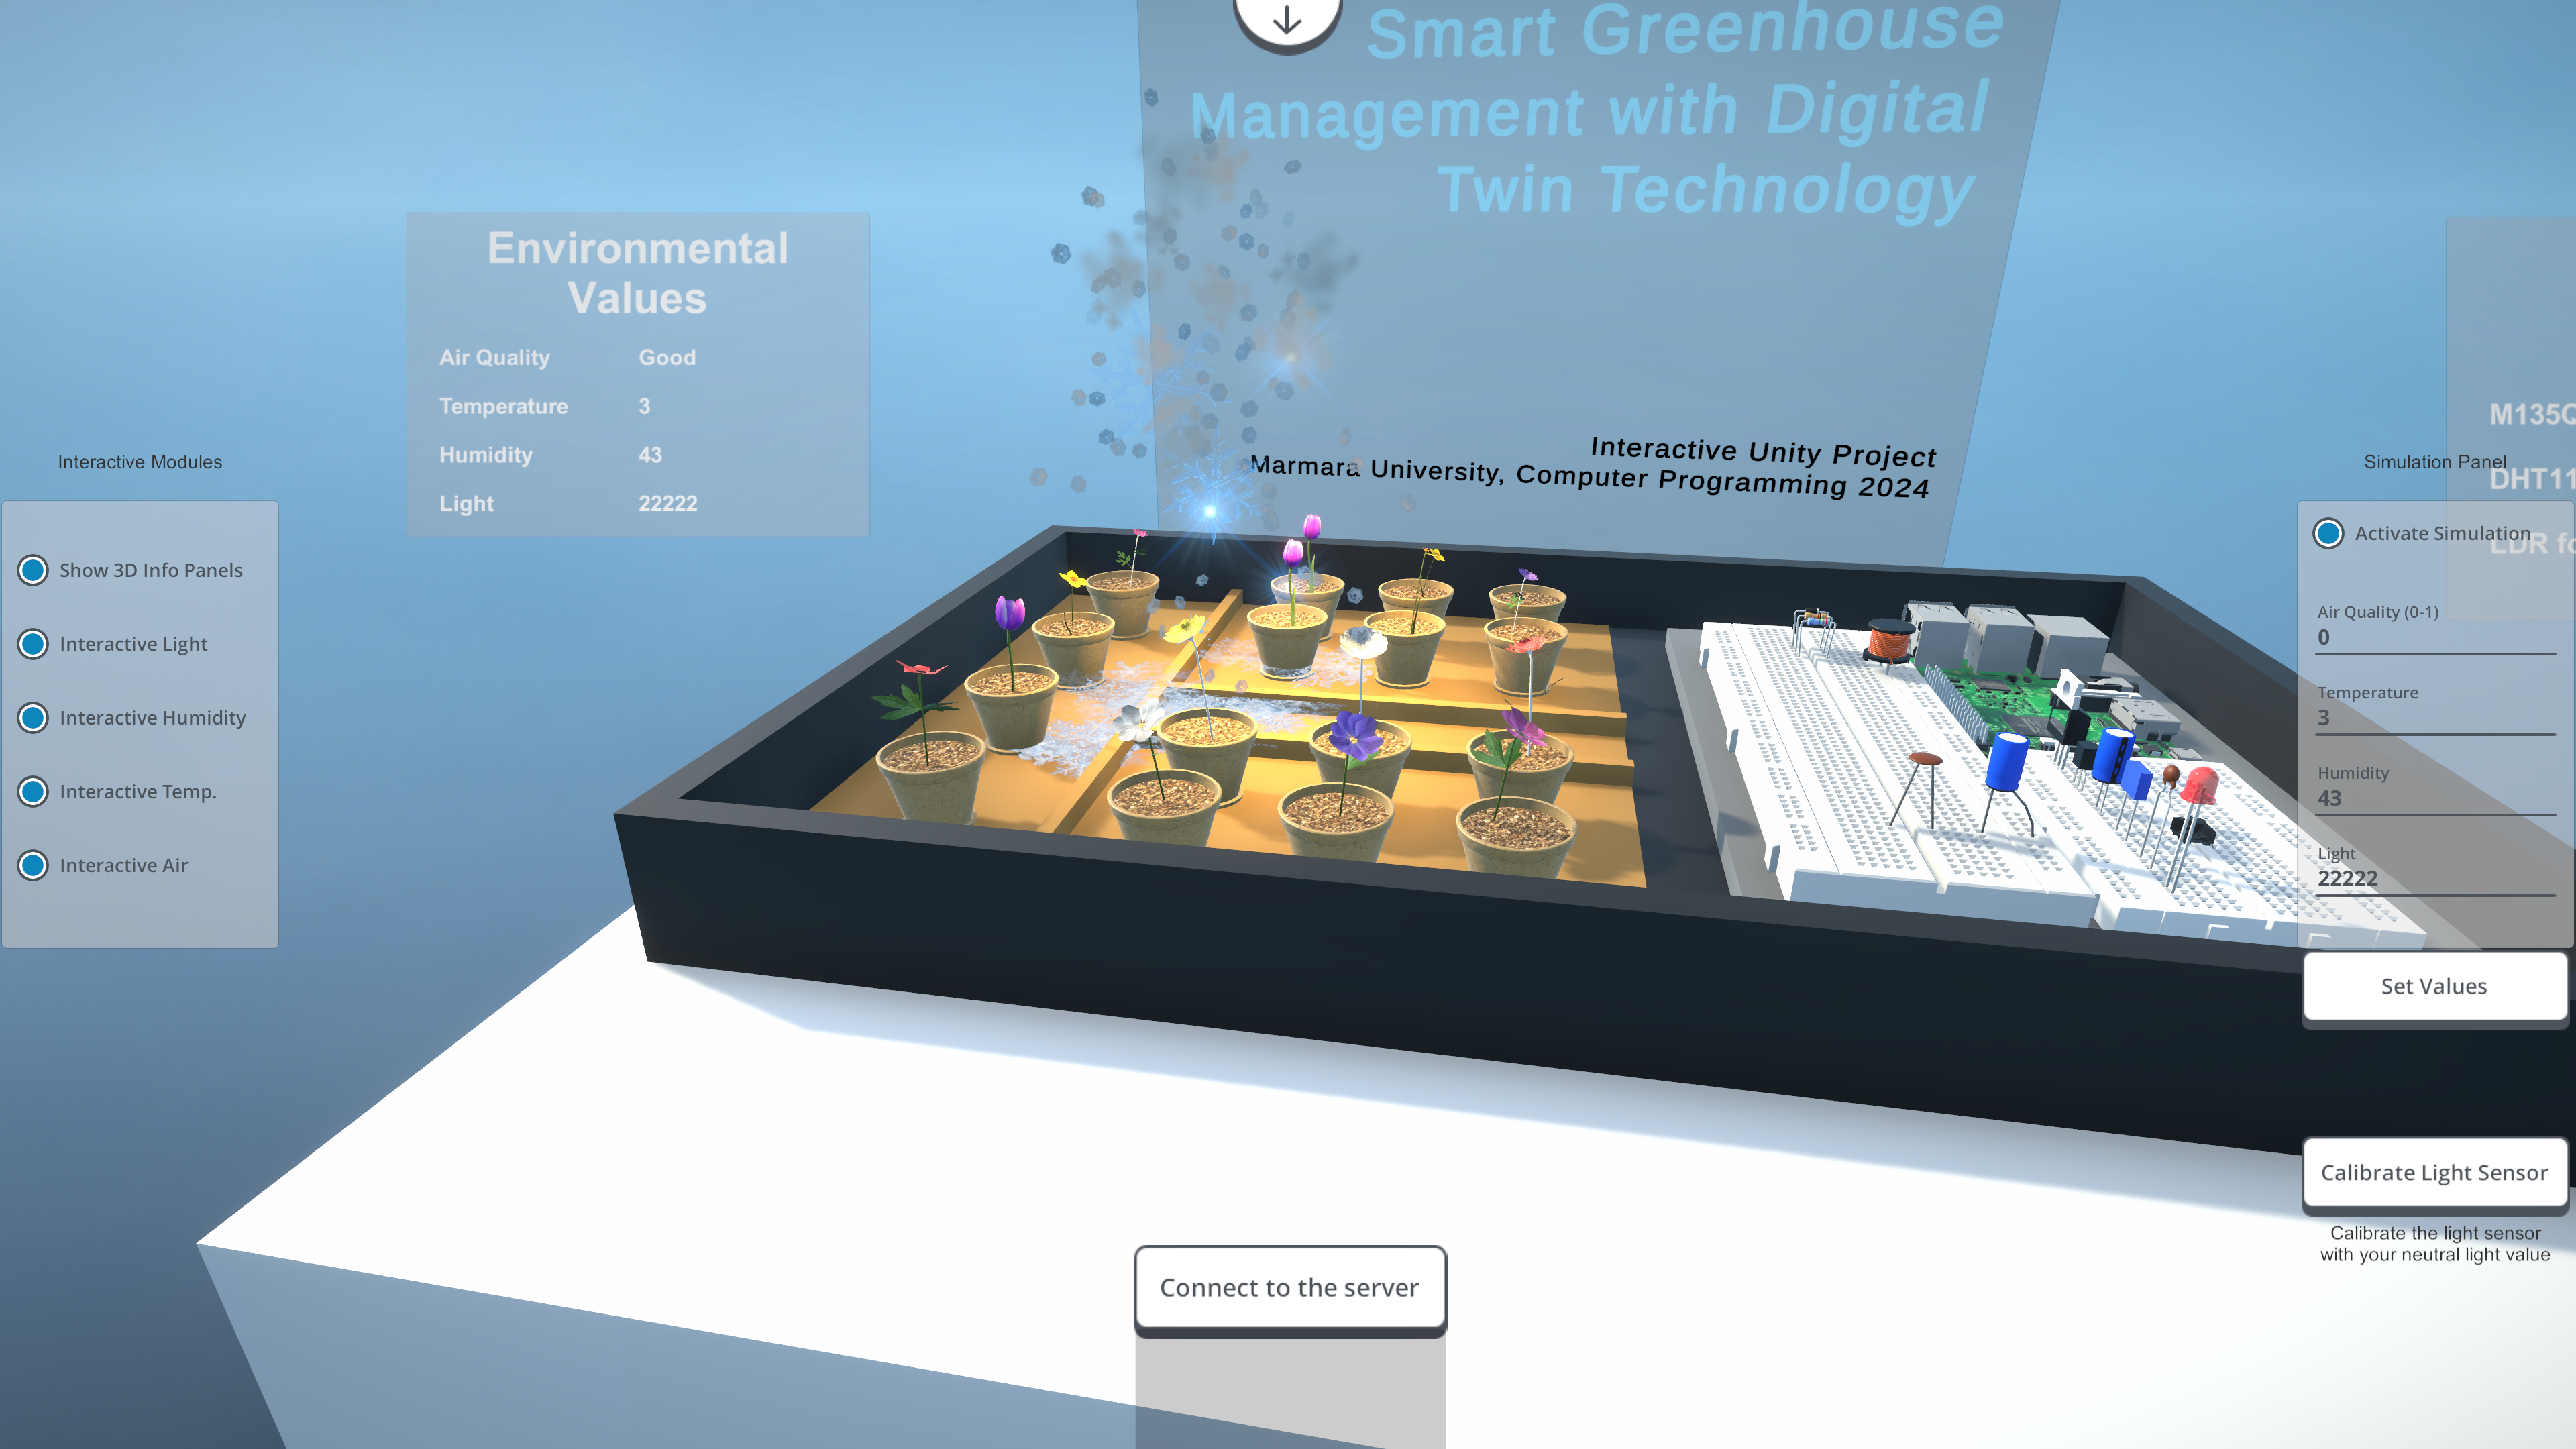 Smart Greenhouse
Management with Digital
Twin Technology
Interactive Unity Project
Marmara University, Computer Programming 2024
Environmental
Values
Air Quality Good
Temperature 3
Humidity 43
Light 22222
Interactive Modules
Show 3D Info Panels
Interactive Light
Interactive Humidity
Interactive Temp.
Interactive Air
M135Q
DHT11
LDR fo
Simulation Panel
Activate Simulation
Air Quality (0-1)
0
Temperature
3
Humidity
43
Light
22222
Set Values
Calibrate Light Sensor
Calibrate the light sensor
with your neutral light value
Connect to the server